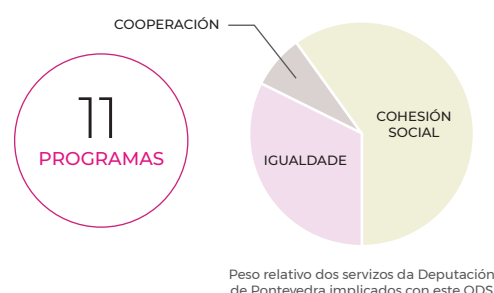 COOPERACIÓN
11
PROGRAMAS
COHESIÓN
SOCIAL
IGUALDADE
Peso relativo dos servizos da Deputación
de Pontevedra implicados con este ODS